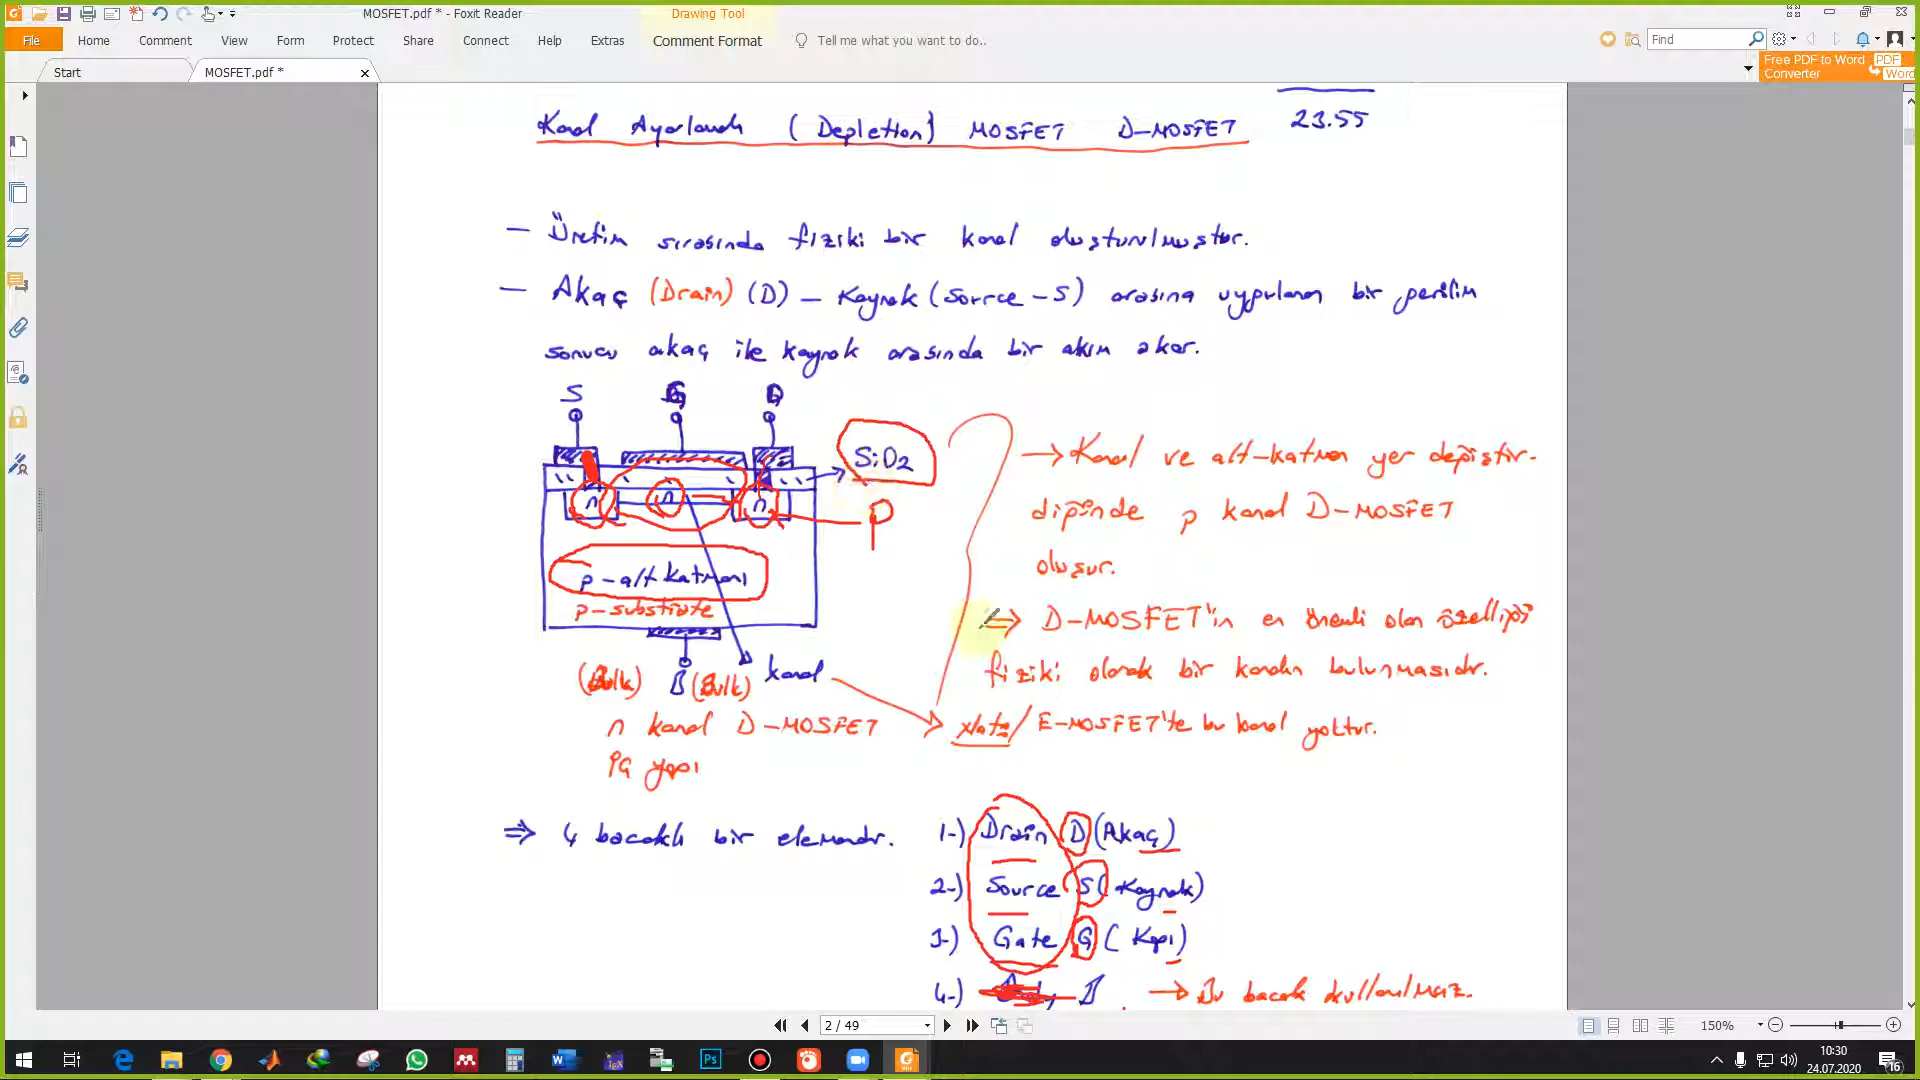 MOSFET.pdf * - Foxit Reader
Drawing Tool
File Home Comment View Form Protect Share Connect Help Extras Comment Format Tell me what you want to do.. Find
Free PDF to Word Converter
PDF
Word
Start MOSFET.pdf *
23.55
Kanal Ayarlamalı (Depletion) MOSFET D-MOSFET
- Üretim sırasında fiziki bir kanal oluşturulmuştur.
- Akaç (Drain) (D) - Kaynak (Source - S) arasına uygulanan bir gerilim
sonucu akaç ile kaynak arasında bir akım akar.
S G D
SiO2
n n n
P
p-alt katmanı
p-substrate
(Bulk) B (Bulk) kanal
n kanal D-MOSFET
iç yapı
→ Kanal ve alt-katman yer değiştir-
diğinde p kanal D-MOSFET
oluşur.
⇒ D-MOSFET'in en önemli olan özelliği
fiziki olarak bir kanalın bulunmasıdır.
Not: / E-MOSFET'te bu kanal yoktur.
⇒ 4 bacaklı bir elemandır.
1-) Drain D (Akaç)
2-) Source S (Kaynak)
3-) Gate G (Kapı)
4-) B → Bu bacak kullanılmaz.
2 / 49
150%
10:30
24.07.2020
16